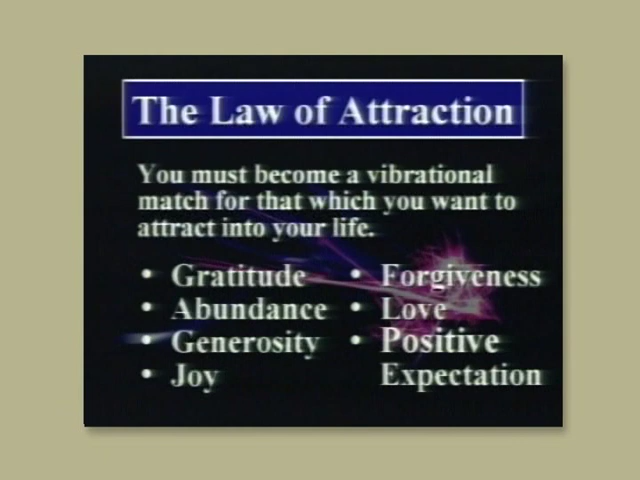 The Law of Attraction
You must become a vibrational
match for that which you want to
attract into your life.
• Gratitude
• Abundance
• Generosity
• Joy
• Forgiveness
• Love
• Positive
Expectation